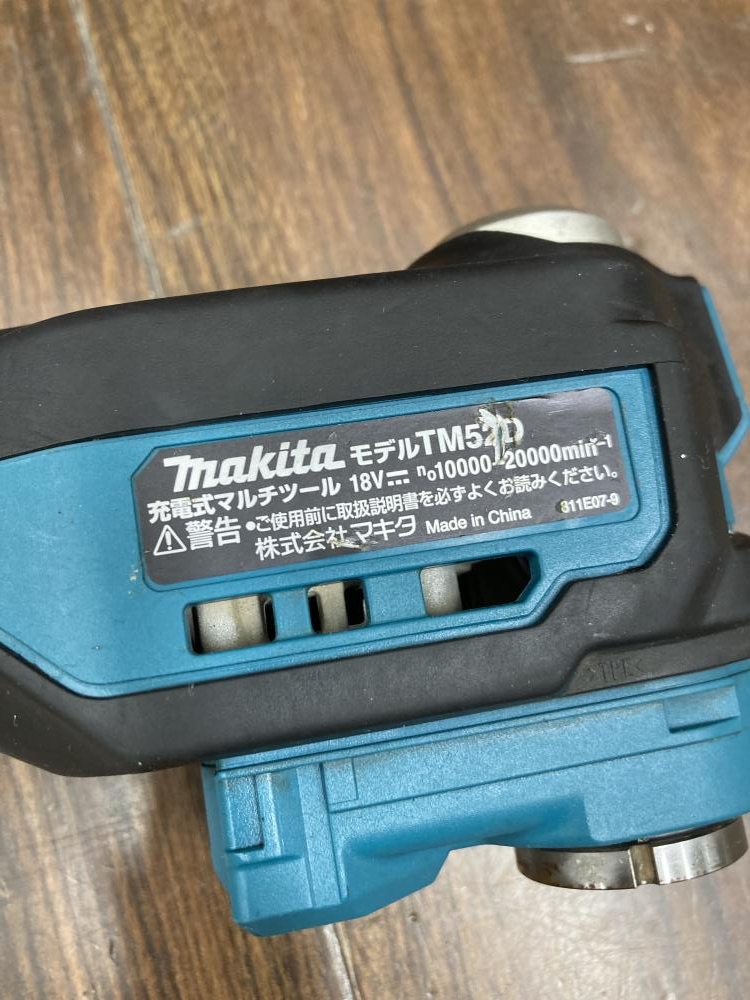 makita モデルTM52D
充電式マルチツール 18V⎓ n₀10000-20000min⁻¹
⚠警告 •ご使用前に取扱説明書を必ずよくお読みください。
株式会社マキタ Made in China 811E07-9